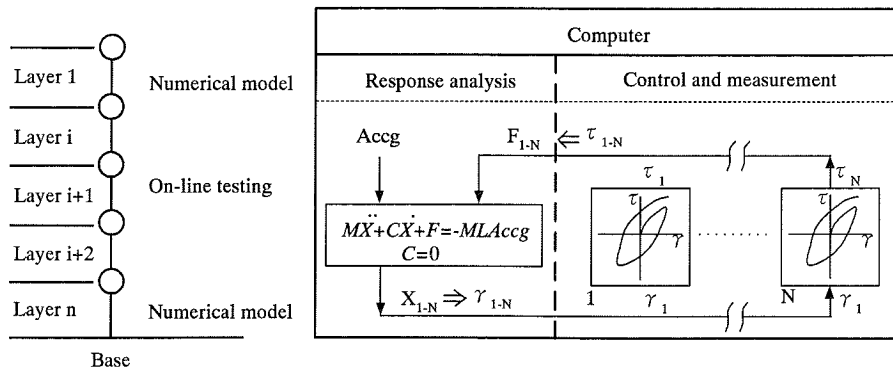 Layer 1
Numerical model
Layer i
Layer i+1
On-line testing
Layer i+2
Layer n
Numerical model
Base
Computer
Response analysis
Control and measurement
Accg
F1-N ⇐ τ1-N
MẌ+CẊ+F=-MLAccg
C=0
X1-N ⇒ γ1-N
τ1
τ
γ
1
γ1
τN
τ
γ
N
γ1